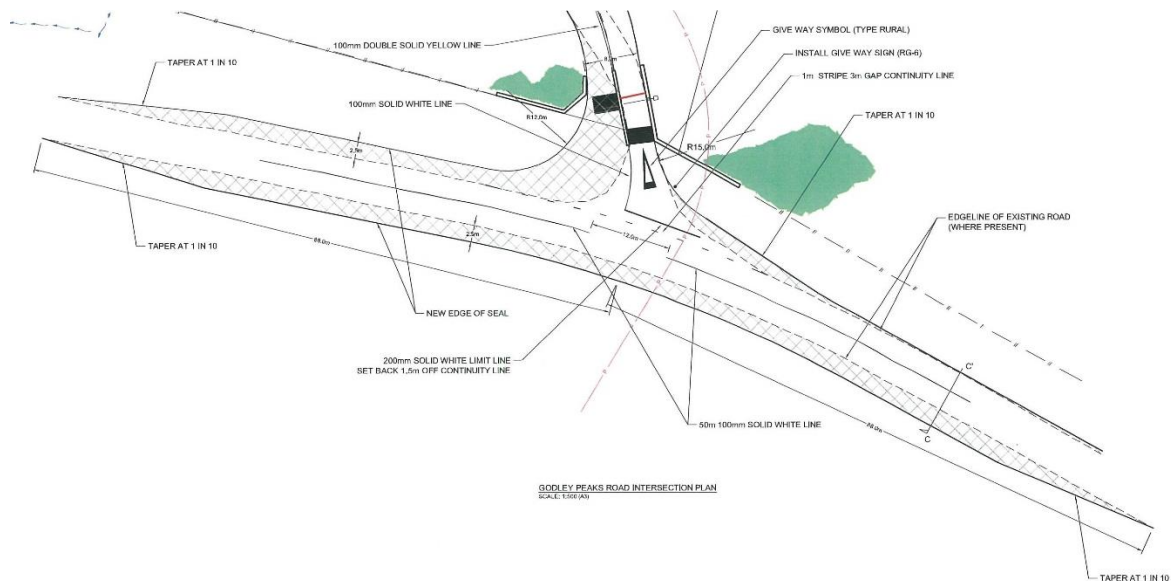 GIVE WAY SYMBOL (TYPE RURAL)
100mm DOUBLE SOLID YELLOW LINE
INSTALL GIVE WAY SIGN (RG-6)
TAPER AT 1 IN 10
1m STRIPE 3m GAP CONTINUITY LINE
100mm SOLID WHITE LINE
TAPER AT 1 IN 10
R12.0m
R15.0m
2.5m
EDGELINE OF EXISTING ROAD
(WHERE PRESENT)
2.5m
12.0m
TAPER AT 1 IN 10
NEW EDGE OF SEAL
200mm SOLID WHITE LIMIT LINE
SET BACK 1,5m OFF CONTINUITY LINE
C'
C
50m 100mm SOLID WHITE LINE
GODLEY PEAKS ROAD INTERSECTION PLAN
SCALE: 1:500 (A3)
TAPER AT 1 IN 10